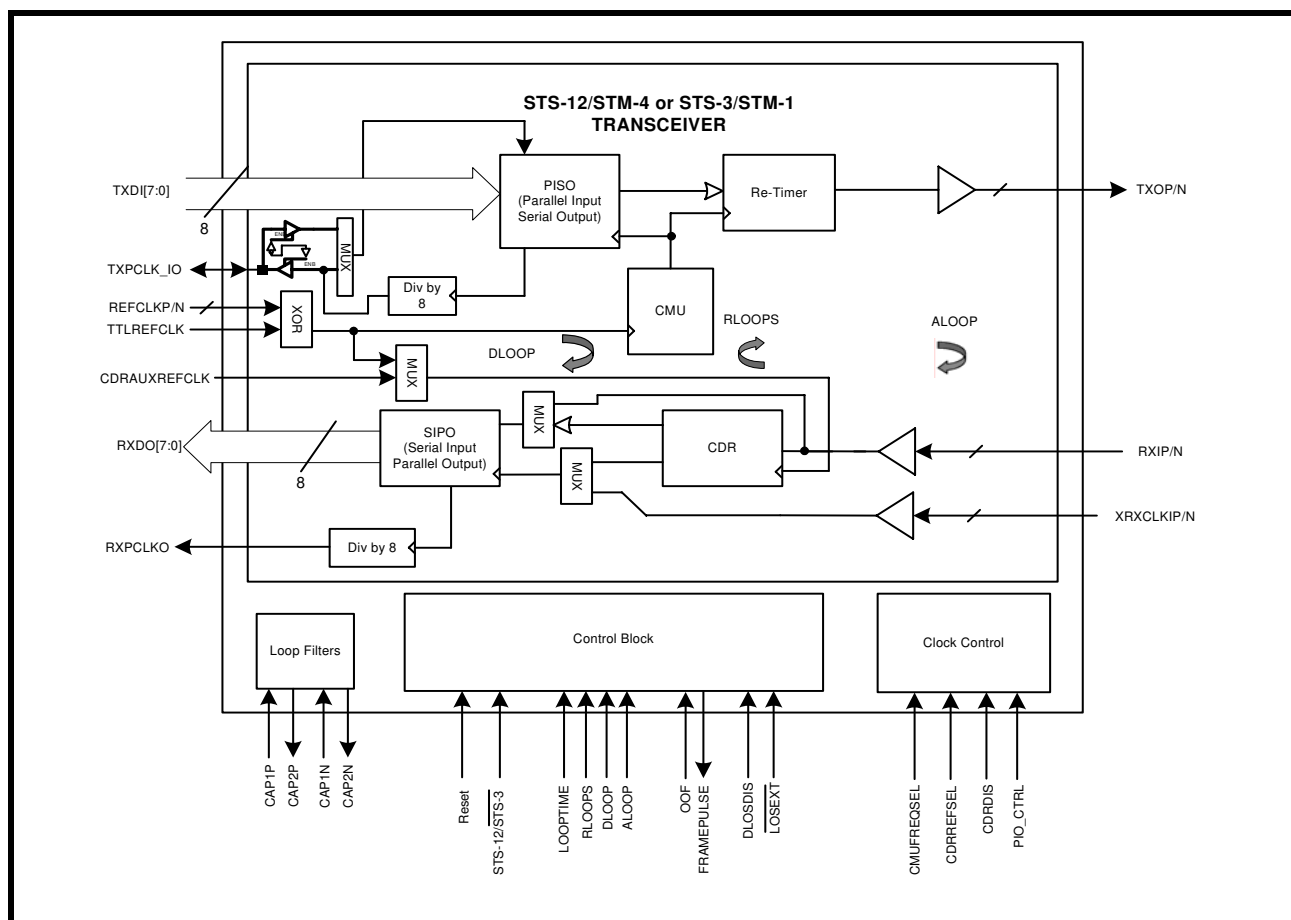 STS-12/STM-4 or STS-3/STM-1
TRANSCEIVER
TXDI[7:0]
8
PISO
(Parallel Input
Serial Output)
Re-Timer
TXOP/N
ENB
MUX
TXPCLK_IO
ENB
Div by
8
REFCLKP/N
XOR
TTLREFCLK
CMU
RLOOPS
ALOOP
DLOOP
MUX
CDRAUXREFCLK
MUX
RXDO[7:0]
8
SIPO
(Serial Input
Parallel Output)
CDR
RXIP/N
MUX
XRXCLKIP/N
RXPCLKO
Div by 8
Loop Filters
Control Block
Clock Control
CAP1P
CAP2P
CAP1N
CAP2N
Reset
STS-12/STS-3
LOOPTIME
RLOOPS
DLOOP
ALOOP
OOF
FRAMEPULSE
DLOSDIS
LOSEXT
CMUFREQSEL
CDRREFSEL
CDRDIS
PIO_CTRL